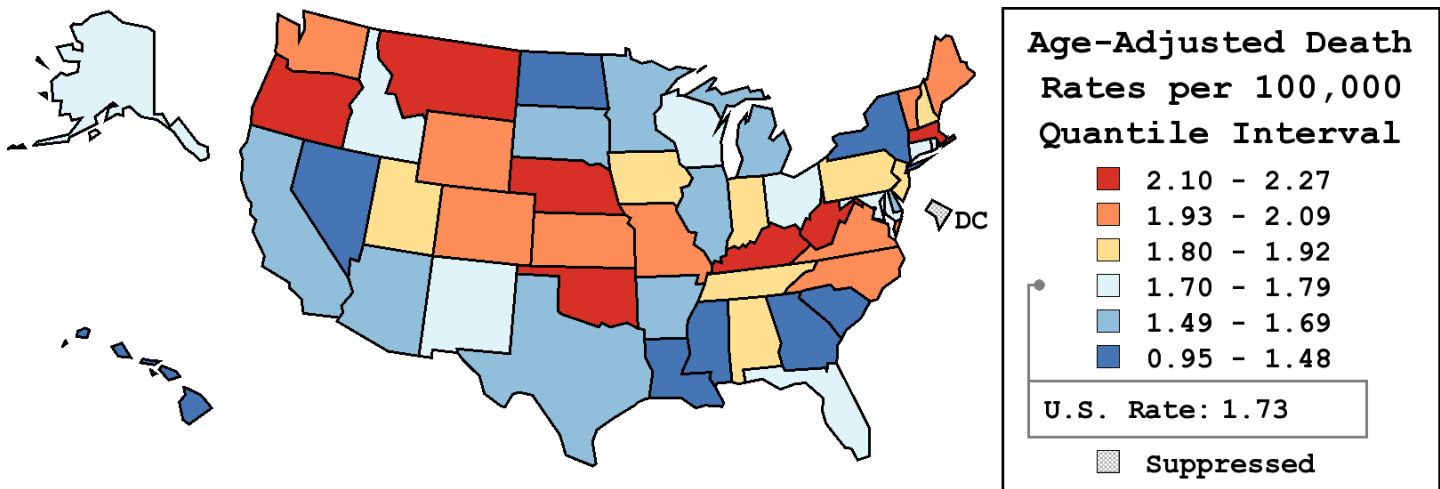 Age-Adjusted Death
Rates per 100,000
Quantile Interval
2.10 - 2.27
1.93 - 2.09
1.80 - 1.92
1.70 - 1.79
1.49 - 1.69
0.95 - 1.48
U.S. Rate: 1.73
Suppressed
DC